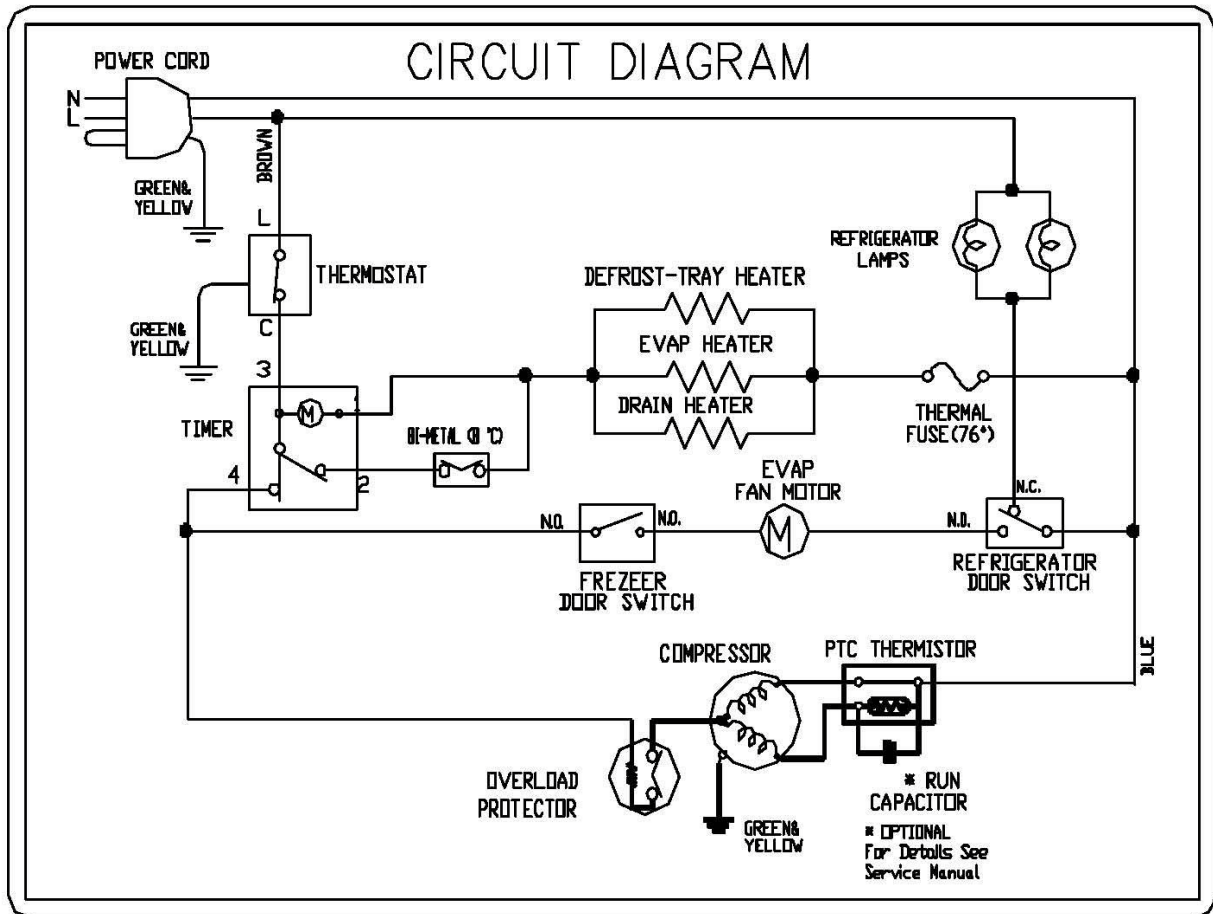 CIRCUIT DIAGRAM
POWER CORD
N
L
BROWN
GREEN&
YELLOW
L
THERMOSTAT
C
GREEN&
YELLOW
REFRIGERATOR
LAMPS
DEFROST-TRAY HEATER
EVAP HEATER
DRAIN HEATER
3
M
1
TIMER
4
2
THERMAL
FUSE(76°)
EVAP
FAN MOTOR
M
N.C.
N.O.
N.O.
N.D.
FREZEER
DOOR SWITCH
REFRIGERATOR
DOOR SWITCH
BLUE
COMPRESSOR
PTC THERMISTOR
OVERLOAD
PROTECTOR
GREEN&
YELLOW
* RUN
CAPACITOR
* OPTIONAL
For Details See
Service Manual